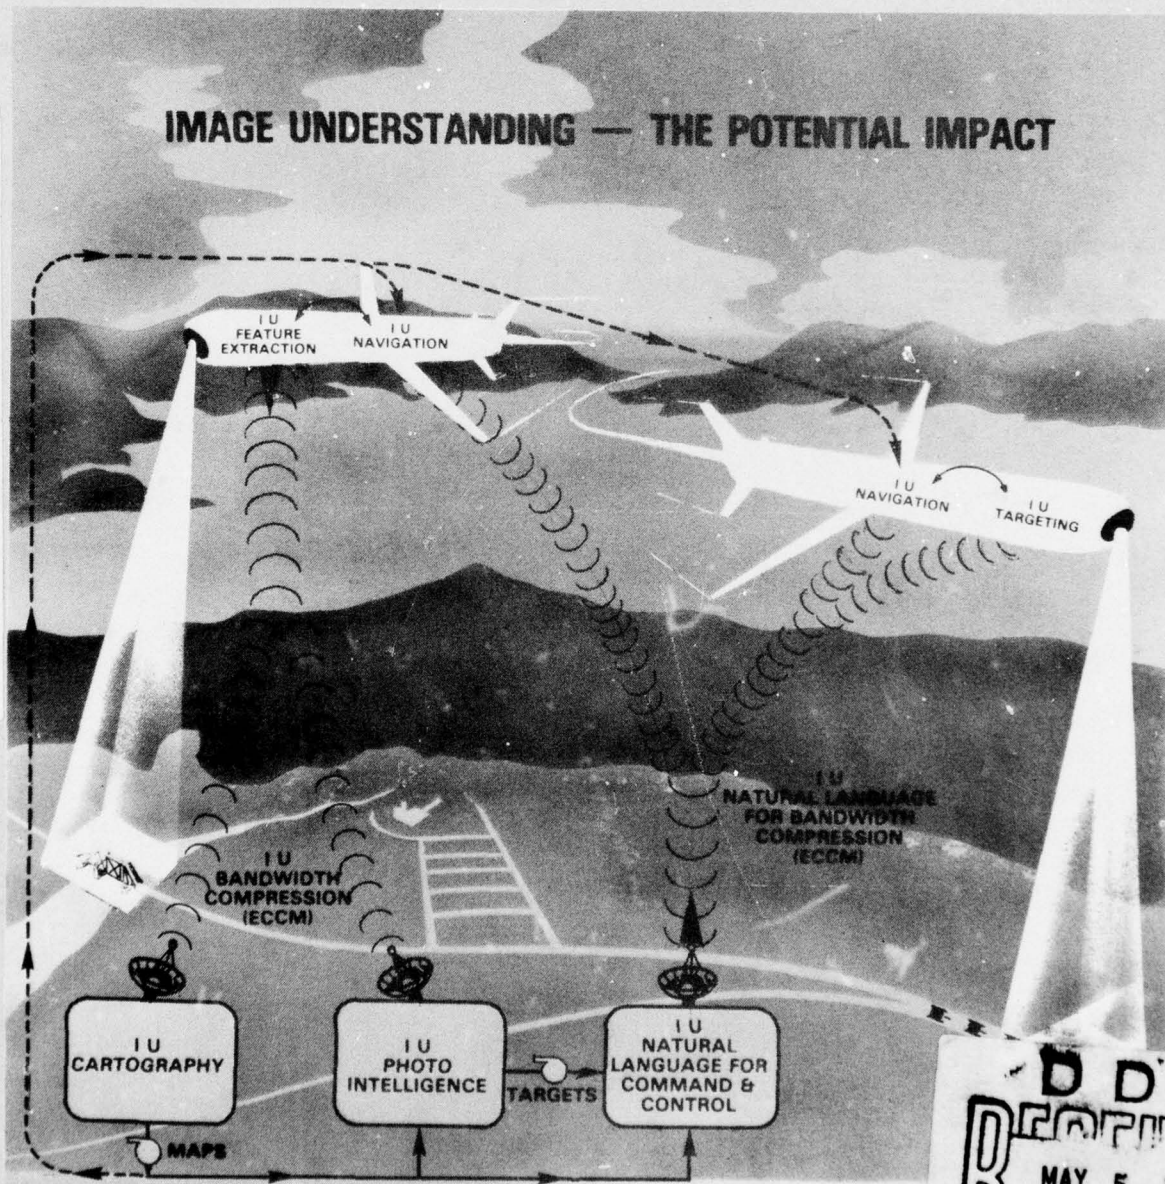 IMAGE UNDERSTANDING — THE POTENTIAL IMPACT
I U
FEATURE
EXTRACTION
I U
NAVIGATION
I U
NAVIGATION
I U
TARGETING
I U
NATURAL LANGUAGE
FOR BANDWIDTH
COMPRESSION
(ECCM)
I U
BANDWIDTH
COMPRESSION
(ECCM)
I U
CARTOGRAPHY
I U
PHOTO
INTELLIGENCE
TARGETS
I U
NATURAL
LANGUAGE FOR
COMMAND &
CONTROL
MAPS
D D
MAY 5